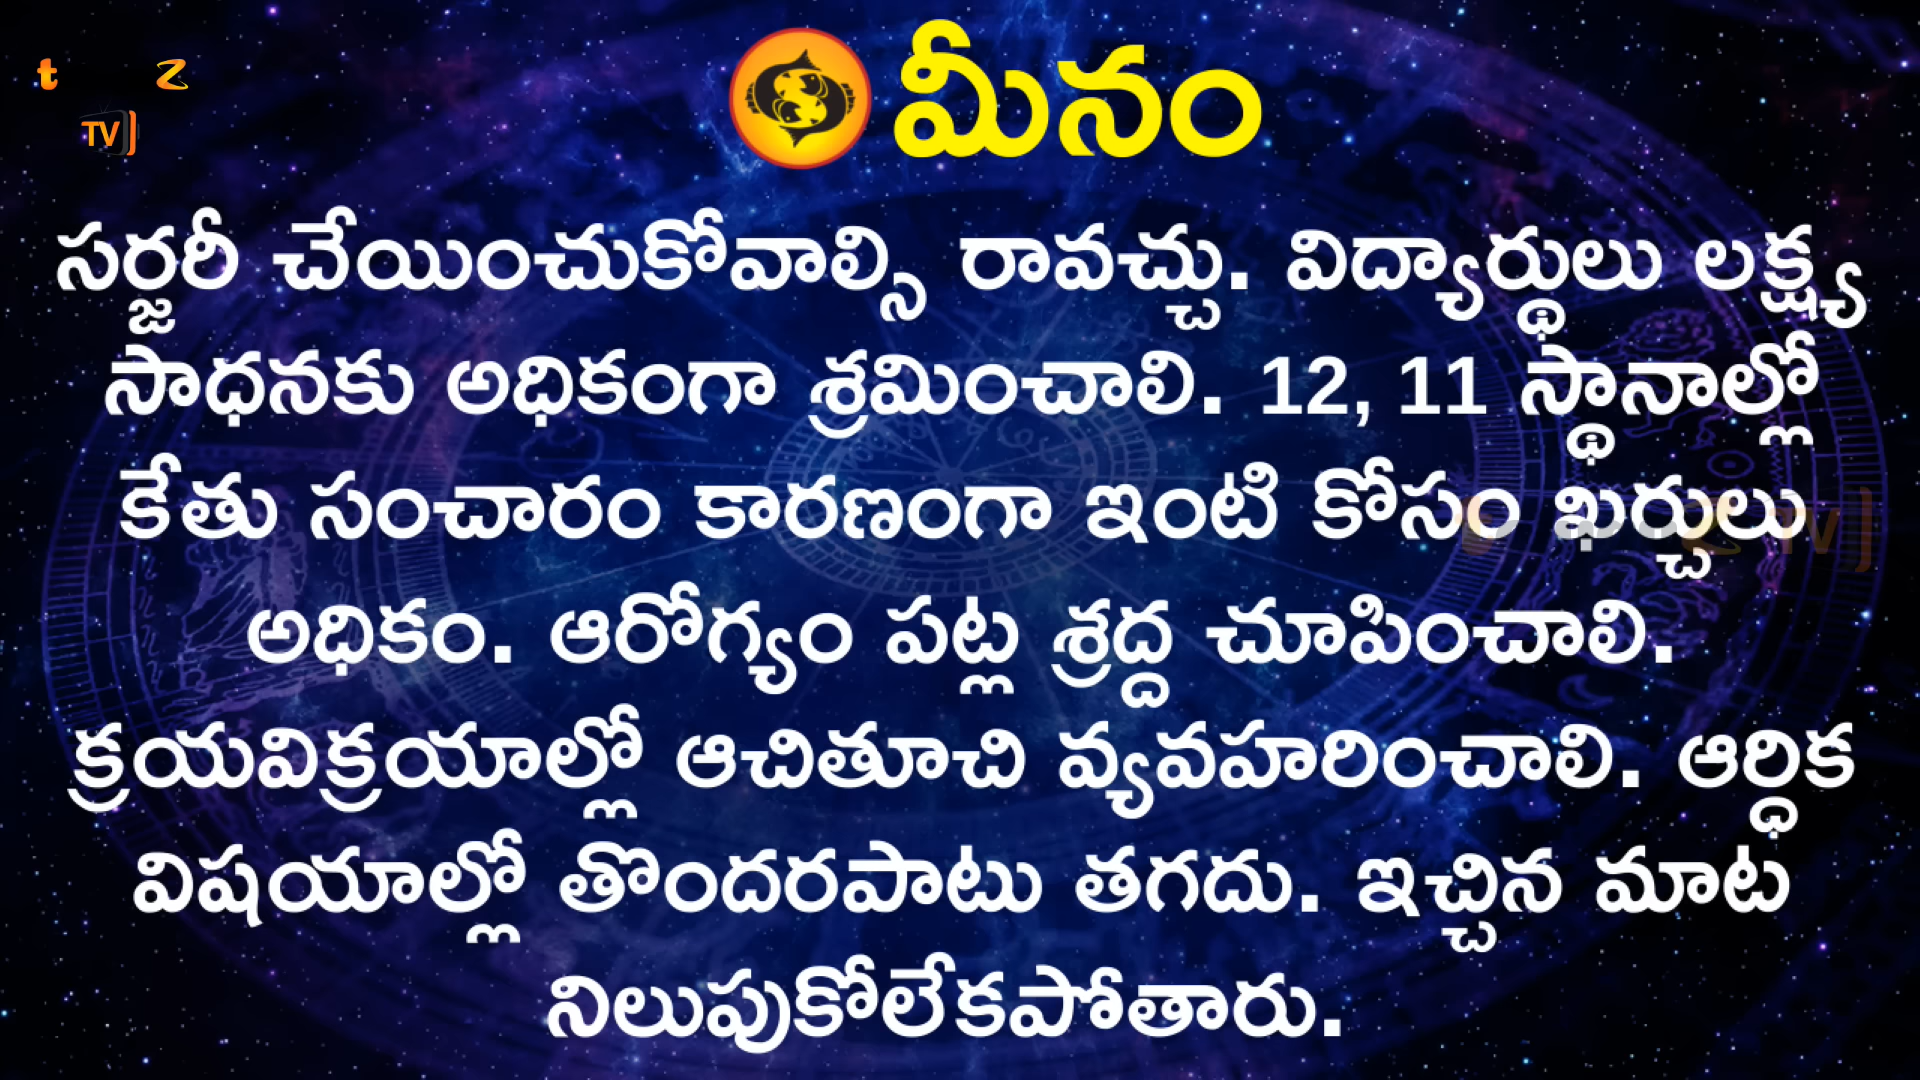 మీనం
TV
సర్జరీ చేయించుకోవాల్సి రావచ్చు. విద్యార్థులు లక్ష్య
సాధనకు అధికంగా శ్రమించాలి. 12, 11 స్థానాల్లో
కేతు సంచారం కారణంగా ఇంటి కోసం ఖర్చులు
అధికం. ఆరోగ్యం పట్ల శ్రద్ద చూపించాలి.
క్రయవిక్రయాల్లో ఆచితూచి వ్యవహరించాలి. ఆర్ధిక
విషయాల్లో తొందరపాటు తగదు. ఇచ్చిన మాట
నిలుపుకోలేకపోతారు.